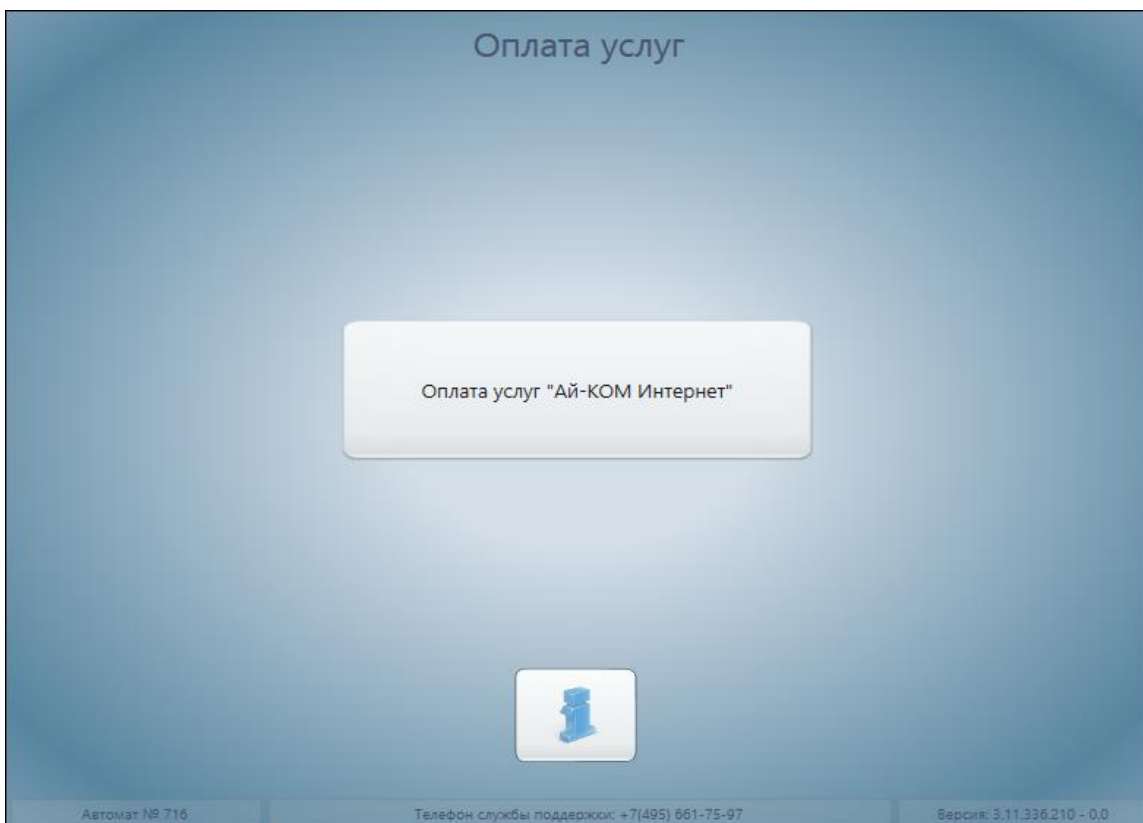 Оплата услуг
Оплата услуг "Ай-КОМ Интернет"
Автомат № 716
Телефон службы поддержки: +7(495) 661-75-97
Версия: 3.11.336.210 - 0.0